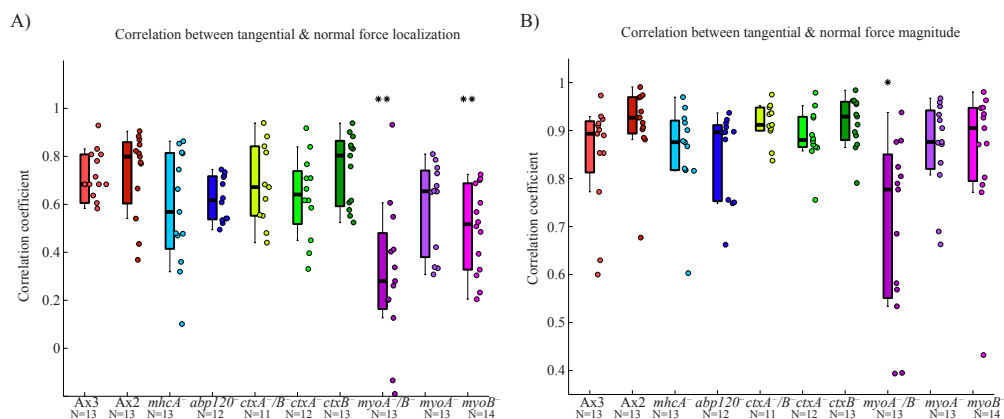 A)
Correlation between tangential & normal force localization
Correlation coefficient
1
0.8
0.6
0.4
0.2
0
** **
Ax3 Ax2 mhcA⁻ abp120⁻ ctxA⁻/B⁻ ctxA⁻ ctxB⁻ myoA⁻/B⁻ myoA⁻ myoB⁻
N=13 N=13 N=13 N=12 N=11 N=12 N=13 N=13 N=13 N=14
B)
Correlation between tangential & normal force magnitude
Correlation coefficient
1
0.9
0.8
0.7
0.6
0.5
0.4
*
Ax3 Ax2 mhcA⁻ abp120⁻ ctxA⁻/B⁻ ctxA⁻ ctxB⁻ myoA⁻/B⁻ myoA⁻ myoB⁻
N=13 N=13 N=13 N=12 N=11 N=12 N=13 N=13 N=13 N=14